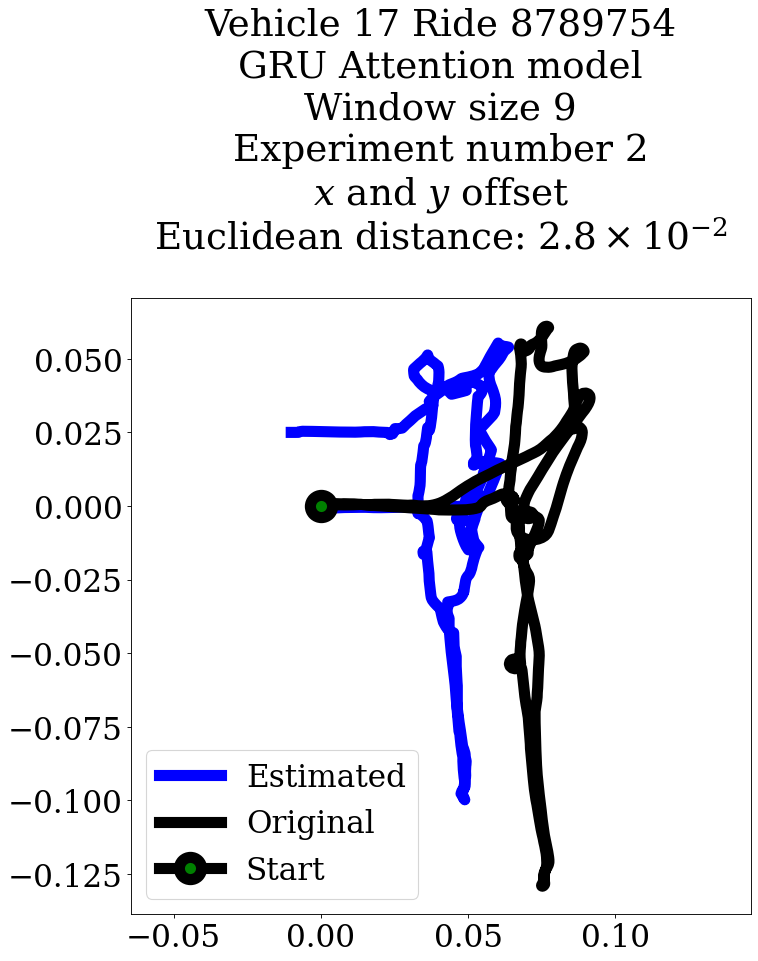 Vehicle 17 Ride 8789754
GRU Attention model
Window size 9
Experiment number 2
x and y offset
Euclidean distance: 2.8 × 10⁻²
0.050
0.025
0.000
−0.025
−0.050
−0.075
−0.100
−0.125
Estimated
Original
Start
−0.05 0.00 0.05 0.10